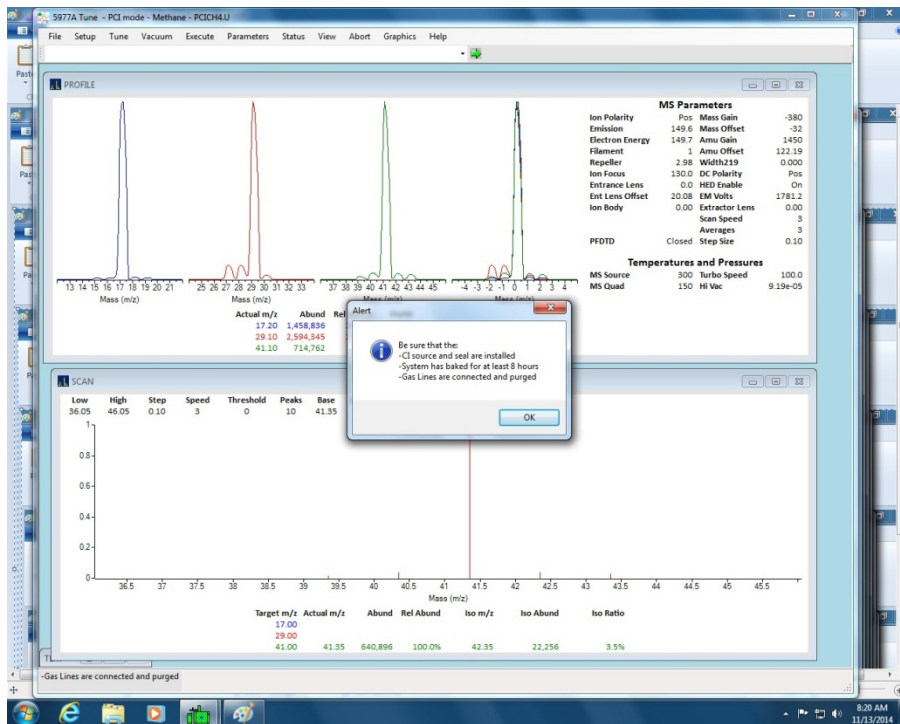 5977A Tune - PCI mode - Methane - PCICH4.U
File Setup Tune Vacuum Execute Parameters Status View Abort Graphics Help
PROFILE
MS Parameters
Ion Polarity Pos Mass Gain -380
Emission 149.6 Mass Offset -32
Electron Energy 149.7 Amu Gain 1450
Filament 1 Amu Offset 122.19
Repeller 2.98 Width219 0.000
Ion Focus 130.0 DC Polarity Pos
Entrance Lens 0.0 HED Enable On
Ent Lens Offset 20.08 EM Volts 1781.2
Ion Body 0.00 Extractor Lens 0.00
Scan Speed 3
Averages 3
PFDTD Closed Step Size 0.10
Temperatures and Pressures
MS Source 300 Turbo Speed 100.0
MS Quad 150 Hi Vac 9.19e-05
13 14 15 16 17 18 19 20 21 25 26 27 28 29 30 31 32 33 37 38 39 40 41 42 43 44 45 -4 -3 -2 -1 0 1 2 3 4
Mass (m/z) Mass (m/z) Mass (m/z) Mass (m/z)
Actual m/z Abund Rel
17.20 1,458,836
29.10 2,594,345
41.10 714,762
Alert
Be sure that the:
-CI source and seal are installed
-System has baked for at least 8 hours
-Gas Lines are connected and purged
OK
SCAN
Low High Step Speed Threshold Peaks Base
36.05 46.05 0.10 3 0 10 41.35
1
0.8
0.6
0.4
0.2
0
36.5 37 37.5 38 38.5 39 39.5 40 40.5 41 41.5 42 42.5 43 43.5 44 44.5 45 45.5
Mass (m/z)
Target m/z Actual m/z Abund Rel Abund Iso m/z Iso Abund Iso Ratio
17.00
29.00
41.00 41.35 640,896 100.0% 42.35 22,256 3.5%
-Gas Lines are connected and purged
8:20 AM
11/13/2014